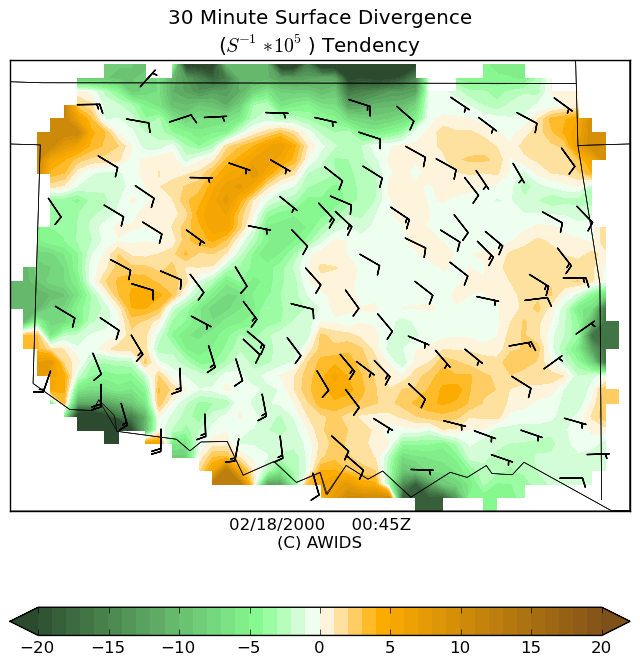 30 Minute Surface Divergence
(S⁻¹ *10⁵ ) Tendency
02/18/2000 00:45Z
(C) AWIDS
−20 −15 −10 −5 0 5 10 15 20